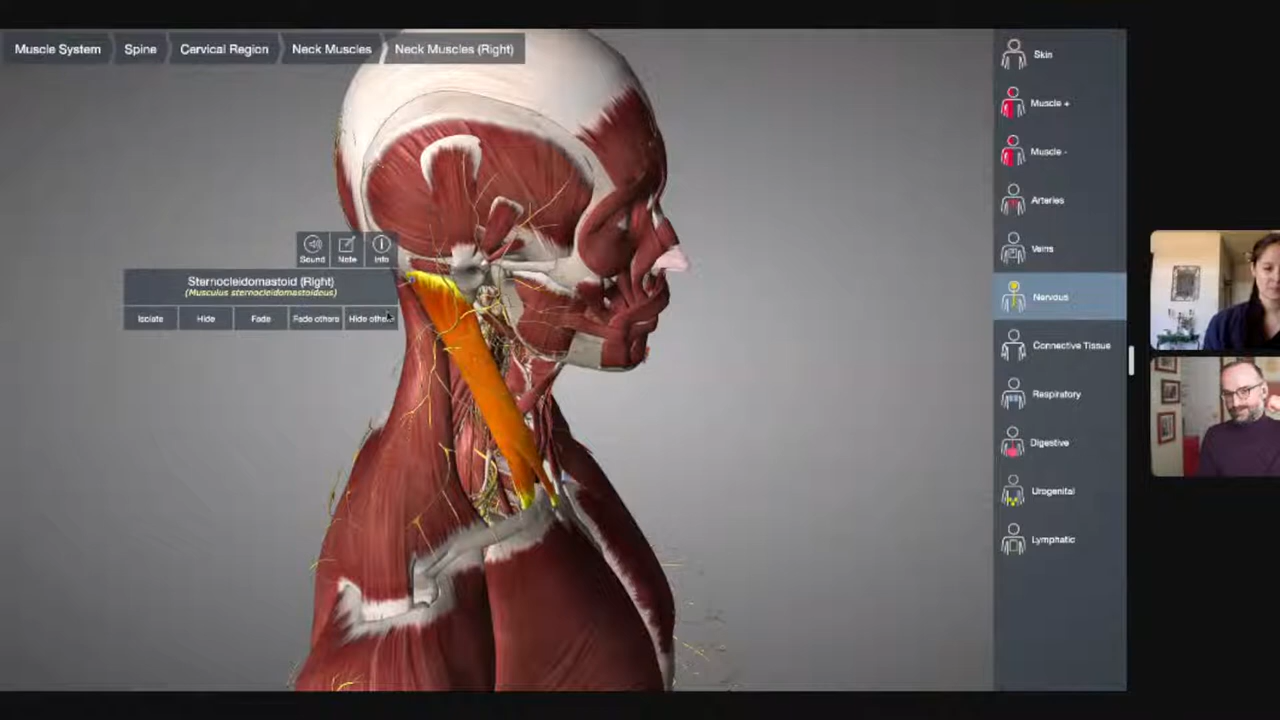 Muscle System Spine Cervical Region Neck Muscles Neck Muscles (Right)
Skin
Muscle +
Muscle -
Arteries
Veins
Nervous
Connective Tissue
Respiratory
Digestive
Urogenital
Lymphatic
Sound Note Info
Sternocleidomastoid (Right)
(Musculus sternocleidomastoideus)
Isolate Hide Fade Fade others Hide others